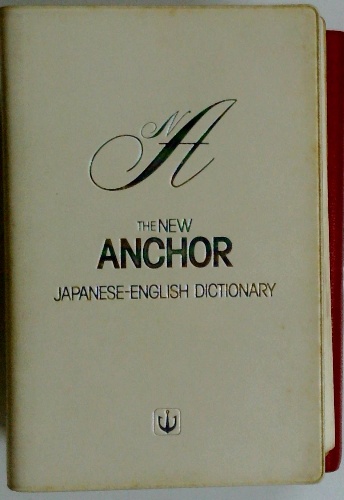 NA
THE NEW
ANCHOR
JAPANESE-ENGLISH DICTIONARY